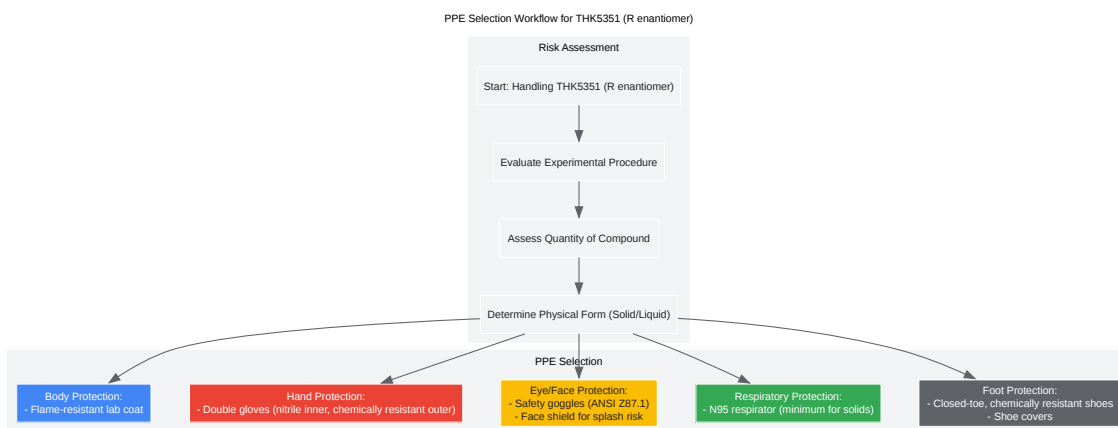 PPE Selection Workflow for THK5351 (R enantiomer)
Risk Assessment
Start: Handling THK5351 (R enantiomer)
Evaluate Experimental Procedure
Assess Quantity of Compound
Determine Physical Form (Solid/Liquid)
PPE Selection
Body Protection:
- Flame-resistant lab coat
Hand Protection:
- Double gloves (nitrile inner, chemically resistant outer)
Eye/Face Protection:
- Safety goggles (ANSI Z87.1)
- Face shield for splash risk
Respiratory Protection:
- N95 respirator (minimum for solids)
Foot Protection:
- Closed-toe, chemically resistant shoes
- Shoe covers